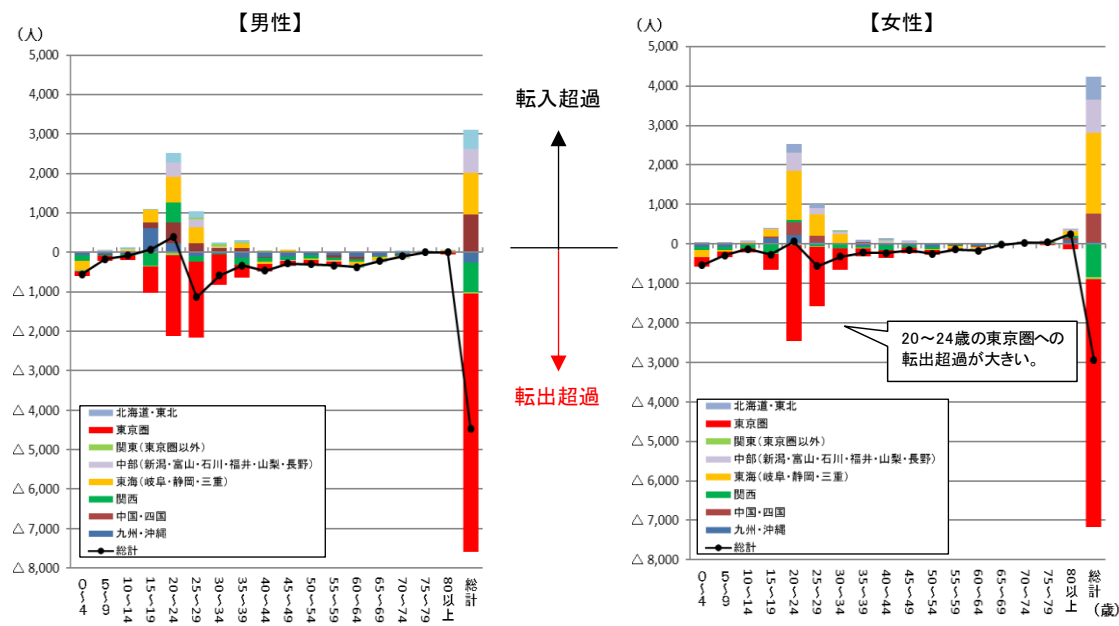 【男性】
(人)
5,000
4,000
3,000
2,000
1,000
0
△ 1,000
△ 2,000
△ 3,000
△ 4,000
△ 5,000
△ 6,000
△ 7,000
△ 8,000
北海道・東北
東京圏
関東(東京圏以外)
中部(新潟・富山・石川・福井・山梨・長野)
東海(岐阜・静岡・三重)
関西
中国・四国
九州・沖縄
総計
0~4
5~9
10~14
15~19
20~24
25~29
30~34
35~39
40~44
45~49
50~54
55~59
60~64
65~69
70~74
75~79
80以上
総計
転入超過
転出超過
【女性】
(人)
5,000
4,000
3,000
2,000
1,000
0
△ 1,000
△ 2,000
△ 3,000
△ 4,000
△ 5,000
△ 6,000
△ 7,000
△ 8,000
20~24歳の東京圏への
転出超過が大きい。
北海道・東北
東京圏
関東(東京圏以外)
中部(新潟・富山・石川・福井・山梨・長野)
東海(岐阜・静岡・三重)
関西
中国・四国
九州・沖縄
総計
0~4
5~9
10~14
15~19
20~24
25~29
30~34
35~39
40~44
45~49
50~54
55~59
60~64
65~69
70~74
75~79
80以上
総計
(歳)